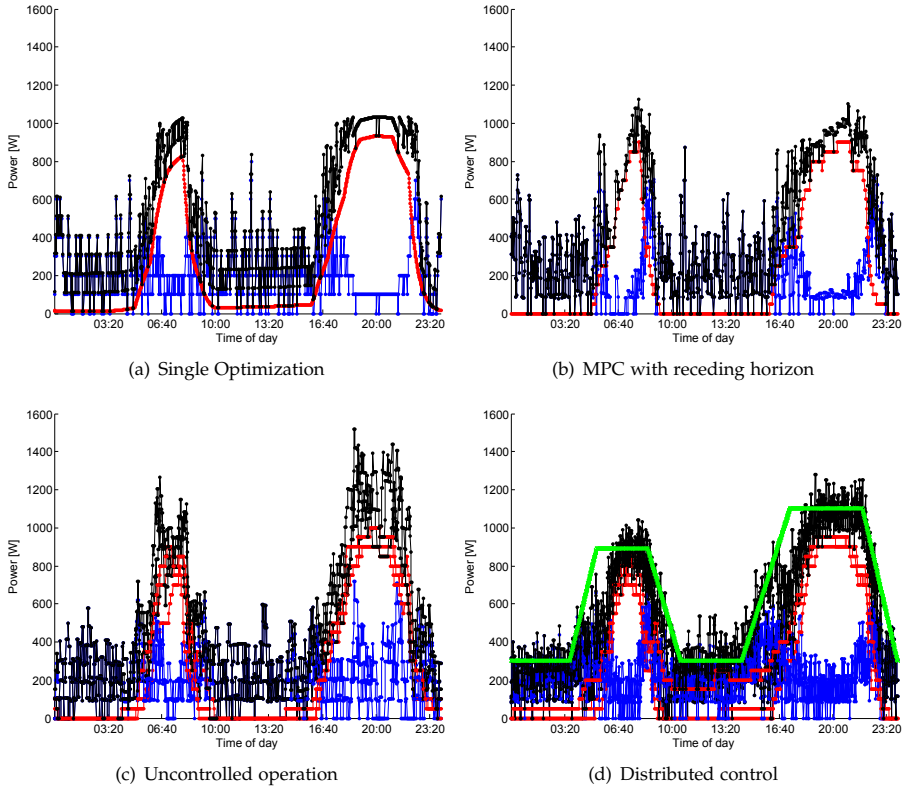 1600
1400
1200
1000
800
600
400
200
0
Power [W]
03:20 06:40 10:00 13:20 16:40 20:00 23:20
Time of day
(a) Single Optimization
1600
1400
1200
1000
800
600
400
200
0
Power [W]
03:20 06:40 10:00 13:20 16:40 20:00 23:20
Time of day
(b) MPC with receding horizon
1600
1400
1200
1000
800
600
400
200
0
Power [W]
03:20 06:40 10:00 13:20 16:40 20:00 23:20
Time of day
(c) Uncontrolled operation
1600
1400
1200
1000
800
600
400
200
0
Power [W]
03:20 06:40 10:00 13:20 16:40 20:00 23:20
Time of day
(d) Distributed control